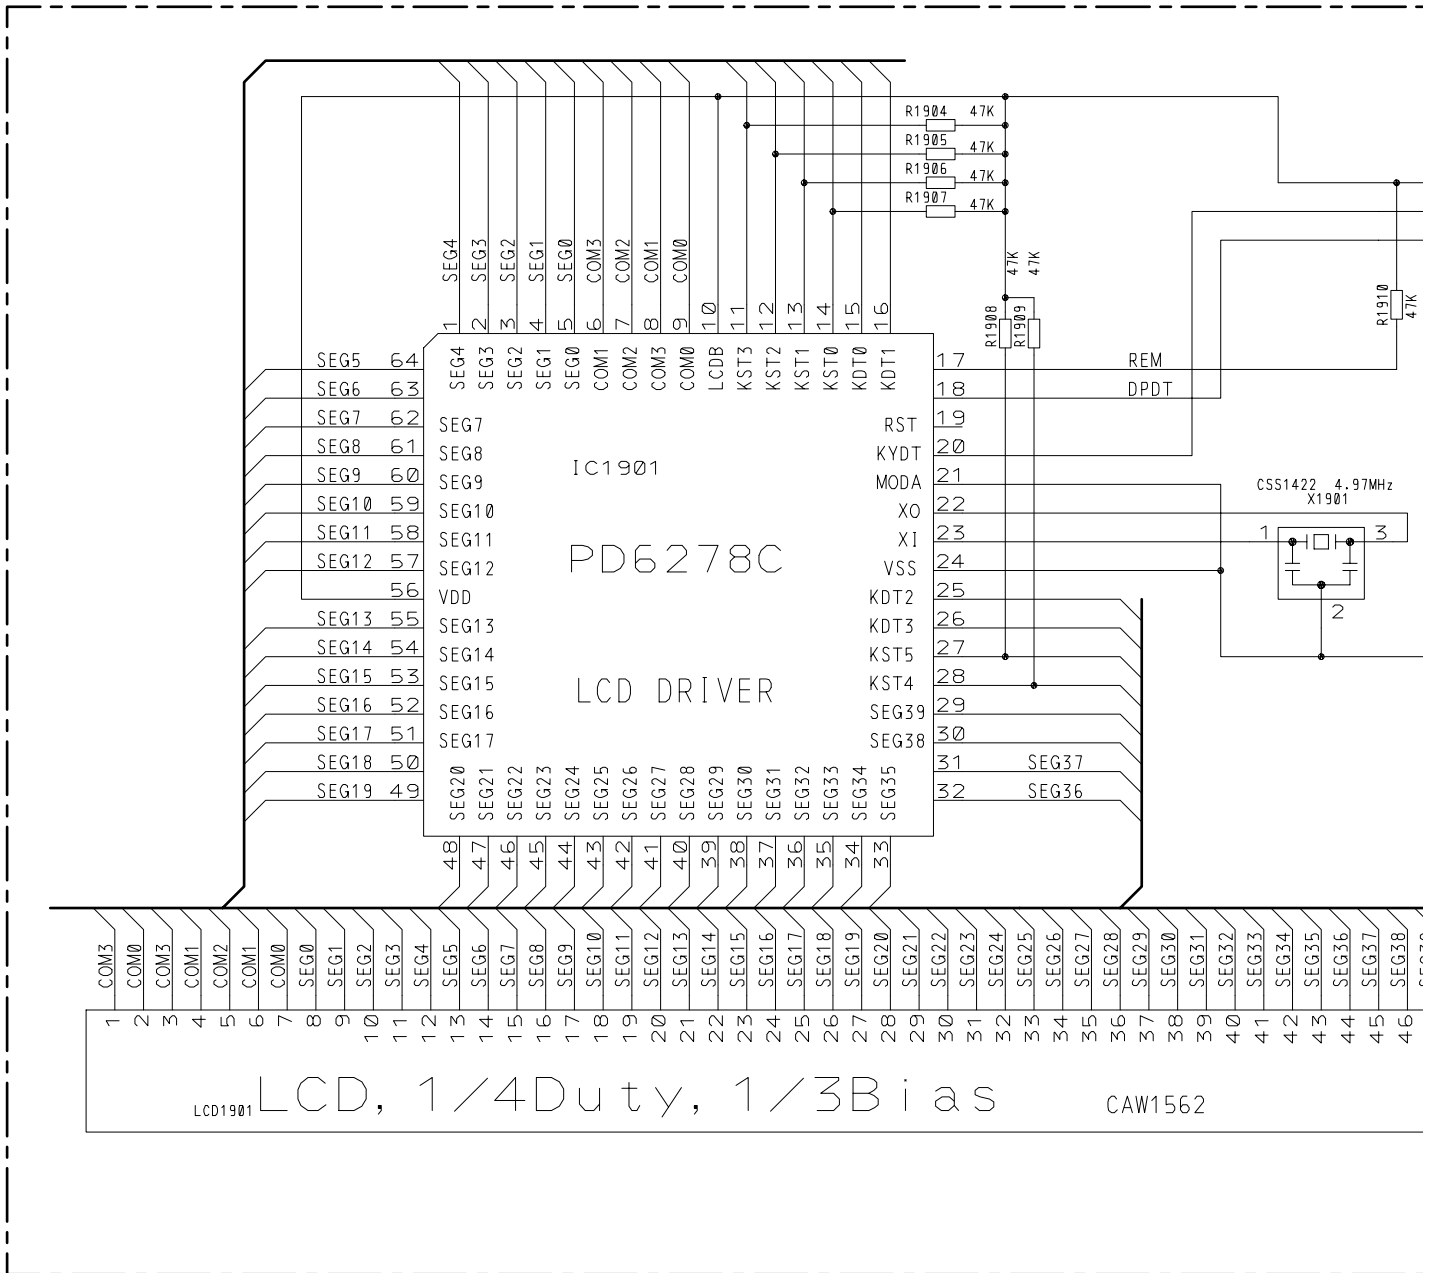 R1904 47K
R1905 47K
R1906 47K
R1907 47K
SEG4 SEG3 SEG2 SEG1 SEG0 COM3 COM2 COM1 COM0
47K 47K
1 2 3 4 5 6 7 8 9 10 11 12 13 14 15 16
R1908 R1909
R1910 47K
SEG4 SEG3 SEG2 SEG1 SEG0 COM1 COM2 COM3 COM0 LCDB KST3 KST2 KST1 KST0 KDT0 KDT1
SEG5 64
17 REM
SEG6 63
18 DPDT
SEG7 62 SEG7
RST 19
SEG8 61 SEG8
KYDT 20
IC1901
SEG9 60 SEG9
MODA 21
CSS1422 4.97MHz
X1901
SEG10 59 SEG10
XO 22
SEG11 58 SEG11
XI 23
1 3
PD6278C
SEG12 57 SEG12
VSS 24
56 VDD
KDT2 25
2
SEG13 55 SEG13
KDT3 26
SEG14 54 SEG14
KST5 27
SEG15 53 SEG15
KST4 28
LCD DRIVER
SEG16 52 SEG16
SEG39 29
SEG17 51 SEG17
SEG38 30
SEG18 50
31 SEG37
SEG19 49
32 SEG36
SEG20 SEG21 SEG22 SEG23 SEG24 SEG25 SEG26 SEG27 SEG28 SEG29 SEG30 SEG31 SEG32 SEG33 SEG34 SEG35
48 47 46 45 44 43 42 41 40 39 38 37 36 35 34 33
COM3 COM0 COM3 COM1 COM2 COM1 COM0 SEG0 SEG1 SEG2 SEG3 SEG4 SEG5 SEG6 SEG7 SEG8 SEG9 SEG10 SEG11 SEG12 SEG13 SEG14 SEG15 SEG16 SEG17 SEG18 SEG19 SEG20 SEG21 SEG22 SEG23 SEG24 SEG25 SEG26 SEG27 SEG28 SEG29 SEG30 SEG31 SEG32 SEG33 SEG34 SEG35 SEG36 SEG37 SEG38
1 2 3 4 5 6 7 8 9 10 11 12 13 14 15 16 17 18 19 20 21 22 23 24 25 26 27 28 29 30 31 32 33 34 35 36 37 38 39 40 41 42 43 44 45 46
LCD1901 LCD, 1/4Duty, 1/3Bias CAW1562